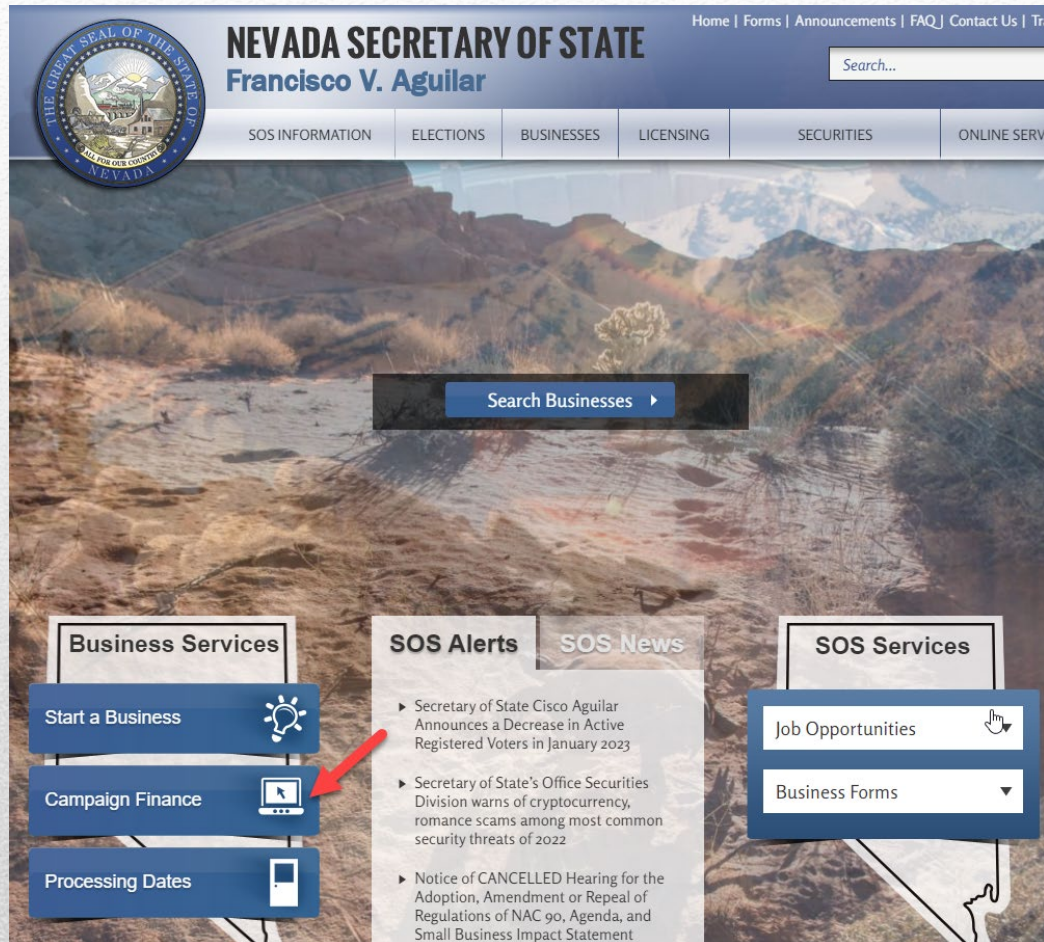 Home | Forms | Announcements | FAQ | Contact Us |
THE GREAT SEAL OF THE STATE OF
NEVADA
ALL FOR OUR COUNTRY
NEVADA SECRETARY OF STATE
Francisco V. Aguilar
Search...
SOS INFORMATION
ELECTIONS
BUSINESSES
LICENSING
SECURITIES
ONLINE
Search Businesses
Business Services
Start a Business
Campaign Finance
Processing Dates
SOS Alerts
SOS News
Secretary of State Cisco Aguilar
Announces a Decrease in Active
Registered Voters in January 2023
Secretary of State's Office Securities
Division warns of cryptocurrency,
romance scams among most common
security threats of 2022
Notice of CANCELLED Hearing for the
Adoption, Amendment or Repeal of
Regulations of NAC 90, Agenda, and
Small Business Impact Statement
SOS Services
Job Opportunities
Business Forms